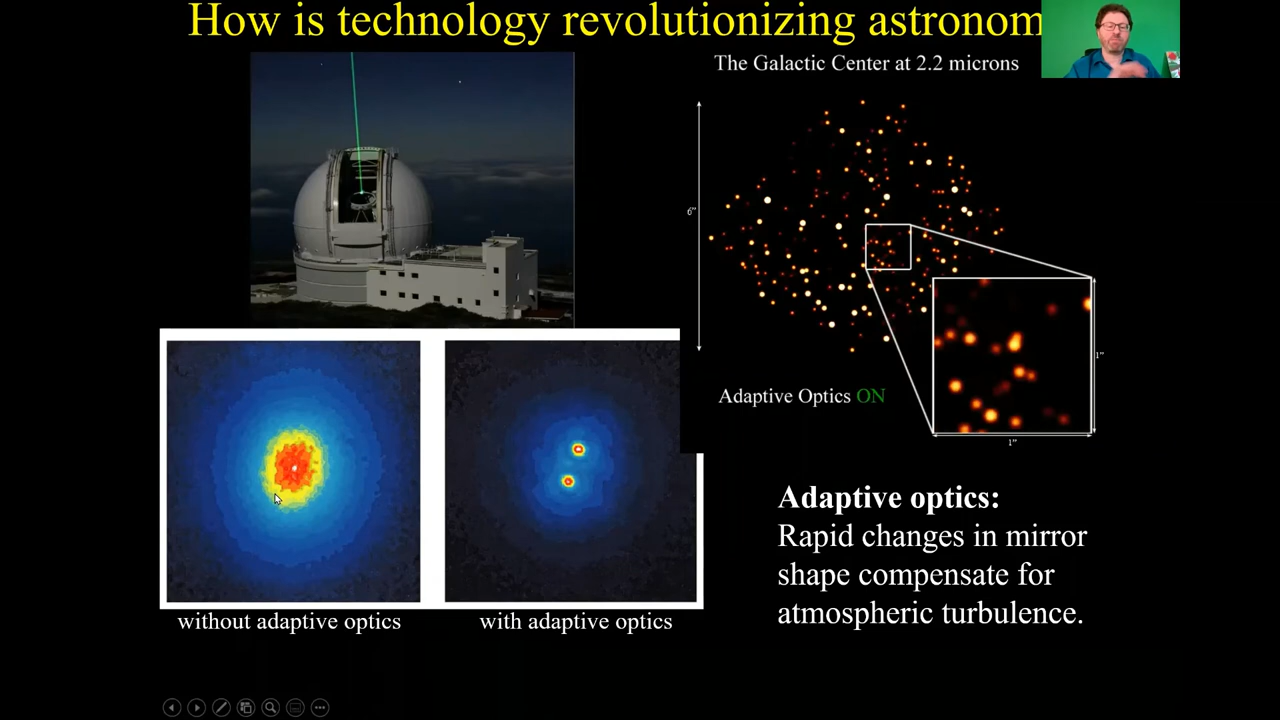 How is technology revolutionizing astronom
The Galactic Center at 2.2 microns
6"
1"
Adaptive Optics ON
1"
Adaptive optics:
Rapid changes in mirror
shape compensate for
atmospheric turbulence.
without adaptive optics
with adaptive optics